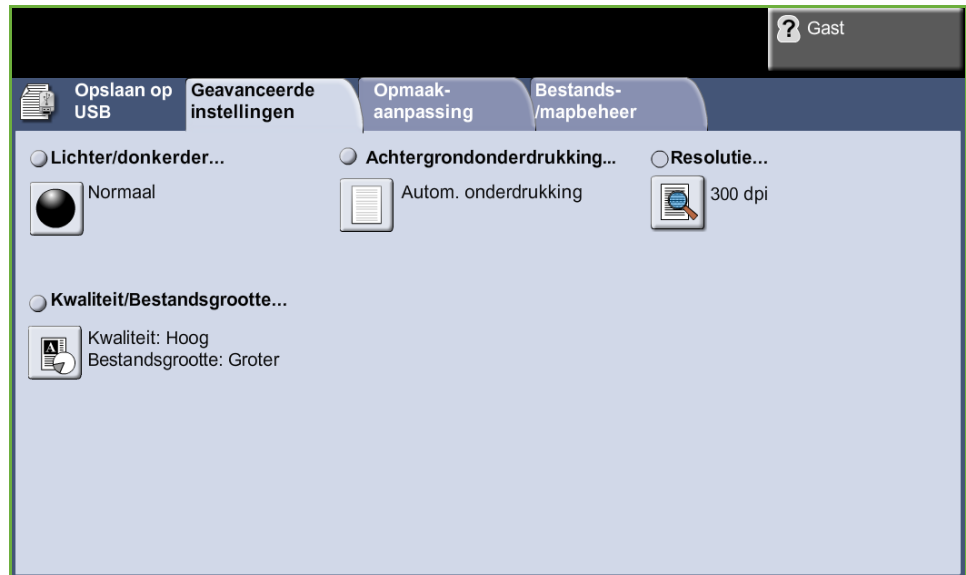 Gast
Opslaan op
USB
Geavanceerde
instellingen
Opmaak-
aanpassing
Bestands-
/mapbeheer
Lichter/donkerder...
Normaal
Achtergrondonderdrukking...
Autom. onderdrukking
Resolutie...
300 dpi
Kwaliteit/Bestandsgrootte...
Kwaliteit: Hoog
Bestandsgrootte: Groter